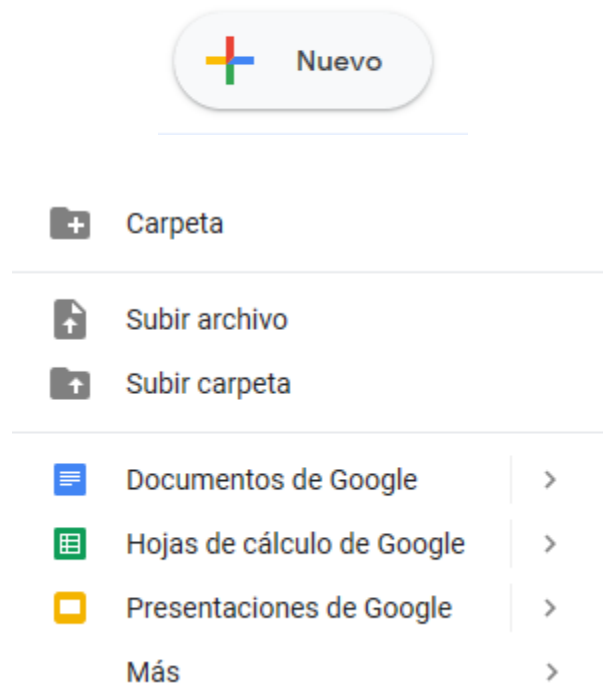 Nuevo
Carpeta
Subir archivo
Subir carpeta
Documentos de Google
Hojas de cálculo de Google
Presentaciones de Google
Más